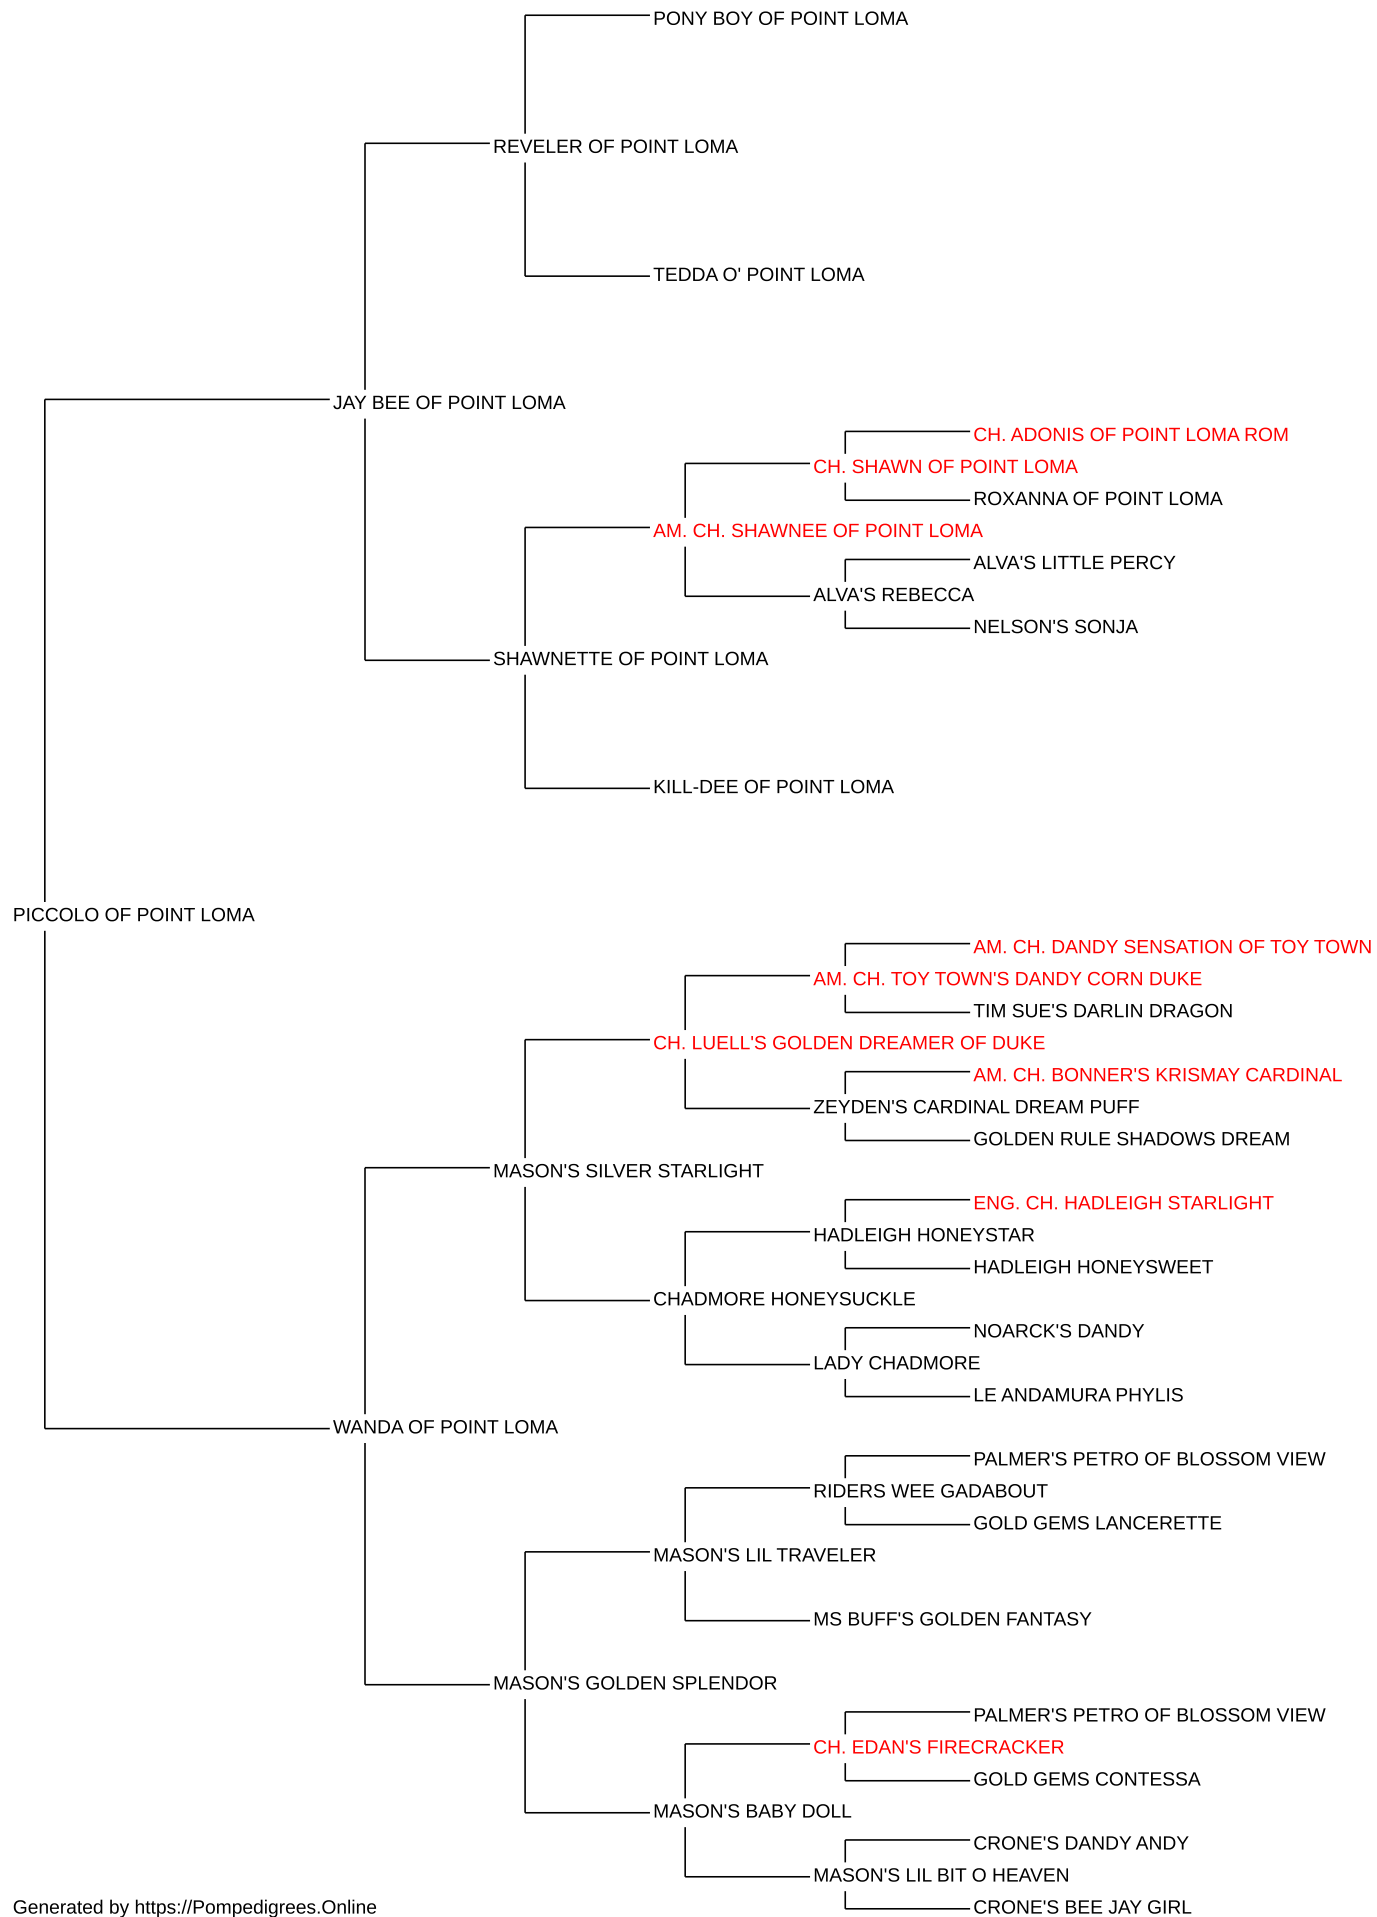 PONY BOY OF POINT LOMA
REVELER OF POINT LOMA
TEDDA O' POINT LOMA
JAY BEE OF POINT LOMA
CH. ADONIS OF POINT LOMA ROM
CH. SHAWN OF POINT LOMA
ROXANNA OF POINT LOMA
AM. CH. SHAWNEE OF POINT LOMA
ALVA'S LITTLE PERCY
ALVA'S REBECCA
NELSON'S SONJA
SHAWNETTE OF POINT LOMA
KILL-DEE OF POINT LOMA
PICCOLO OF POINT LOMA
AM. CH. DANDY SENSATION OF TOY TOWN
AM. CH. TOY TOWN'S DANDY CORN DUKE
TIM SUE'S DARLIN DRAGON
CH. LUELL'S GOLDEN DREAMER OF DUKE
AM. CH. BONNER'S KRISMAY CARDINAL
ZEYDEN'S CARDINAL DREAM PUFF
GOLDEN RULE SHADOWS DREAM
MASON'S SILVER STARLIGHT
ENG. CH. HADLEIGH STARLIGHT
HADLEIGH HONEYSTAR
HADLEIGH HONEYSWEET
CHADMORE HONEYSUCKLE
NOARCK'S DANDY
LADY CHADMORE
LE ANDAMURA PHYLIS
WANDA OF POINT LOMA
PALMER'S PETRO OF BLOSSOM VIEW
RIDERS WEE GADABOUT
GOLD GEMS LANCERETTE
MASON'S LIL TRAVELER
MS BUFF'S GOLDEN FANTASY
MASON'S GOLDEN SPLENDOR
PALMER'S PETRO OF BLOSSOM VIEW
CH. EDAN'S FIRECRACKER
GOLD GEMS CONTESSA
MASON'S BABY DOLL
CRONE'S DANDY ANDY
MASON'S LIL BIT O HEAVEN
CRONE'S BEE JAY GIRL
Generated by https://Pompedigrees.Online